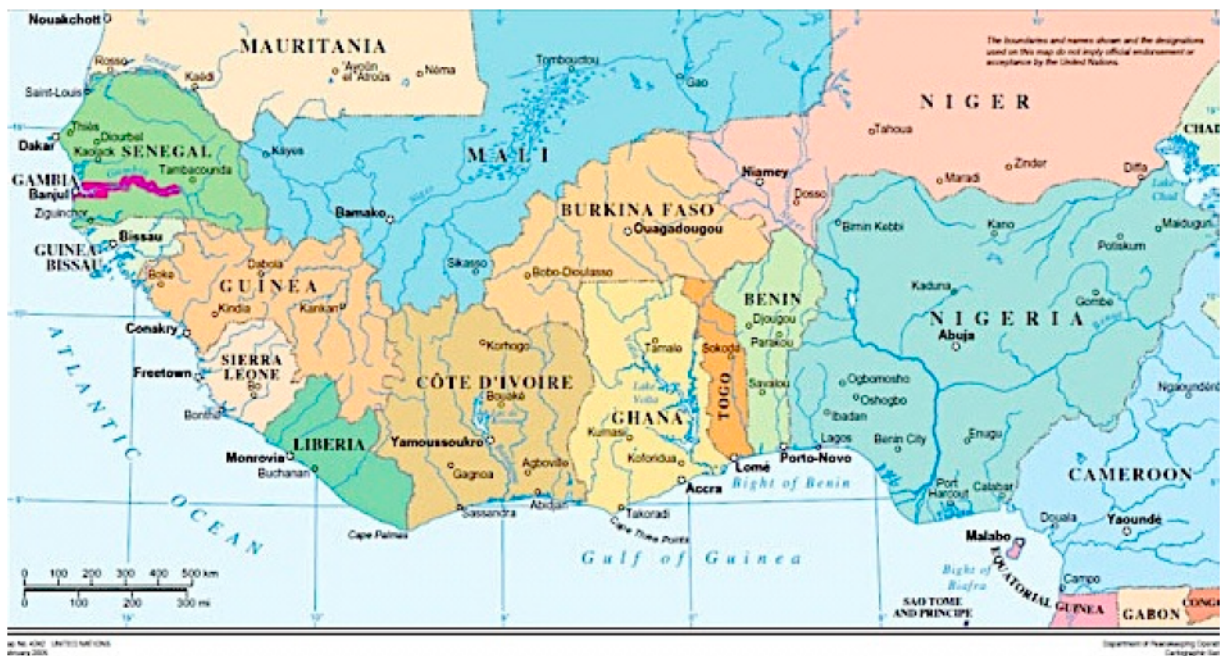 Nouakchott
MAURITANIA
The boundaries and names shown and the designations
used on this map do not imply official endorsement or
acceptance by the United Nations.
Rosso
Senegal
Kaédi
'Ayoûn
el 'Atroûs
Néma
Tombouctou
Gao
NIGER
Saint-Louis
Tahoua
CHAD
Thiès
Diourbel
Dakar
Kaolack
SENEGAL
Kayes
MALI
Zinder
Diffa
Maradi
Niamey
Dosso
Lake
Chad
GAMBIA
Gambia
Tambacounda
Banjul
Niger
Ziguinchor
Bamako
BURKINA FASO
Ouagadougou
Birnin Kebbi
Kano
Maiduguri
Potiskum
Bissau
GUINEA-
BISSAU
Sikasso
Bobo-Dioulasso
Boke
Dabola
GUINEA
Kindia
Kankan
BENIN
Djougou
Parakou
Kaduna
Gombe
NIGERIA
Benue
Abuja
Conakry
SIERRA
LEONE
Freetown
Korhogo
Tamale
Sokodé
CÔTE D'IVOIRE
Bouaké
Lake
Volta
TOGO
Savalou
Ogbomosho
Oshogbo
Ibadan
Ngaoundéré
ATLANTIC
OCEAN
Bonthe
LIBERIA
GHANA
Kumasi
Yamoussoukro
Lagos
Benin City
Enugu
Monrovia
Buchanan
Gagnoa
Agboville
Koforidua
Lomé
Porto-Novo
CAMEROON
Accra
Bight of Benin
Port
Harcourt
Calabar
Sassandra
Abidjan
Takoradi
Cape Palmas
Cape Three Points
Gulf of Guinea
Douala
Yaoundé
Malabo
Bight of
Biafra
EQUATORIAL
GUINEA
Campo
GABON
CONGO
SAO TOME
AND PRINCIPE
0 100 200 300 400 500 km
0 100 200 300 mi
UNITED NATIONS
Department of Peacekeeping